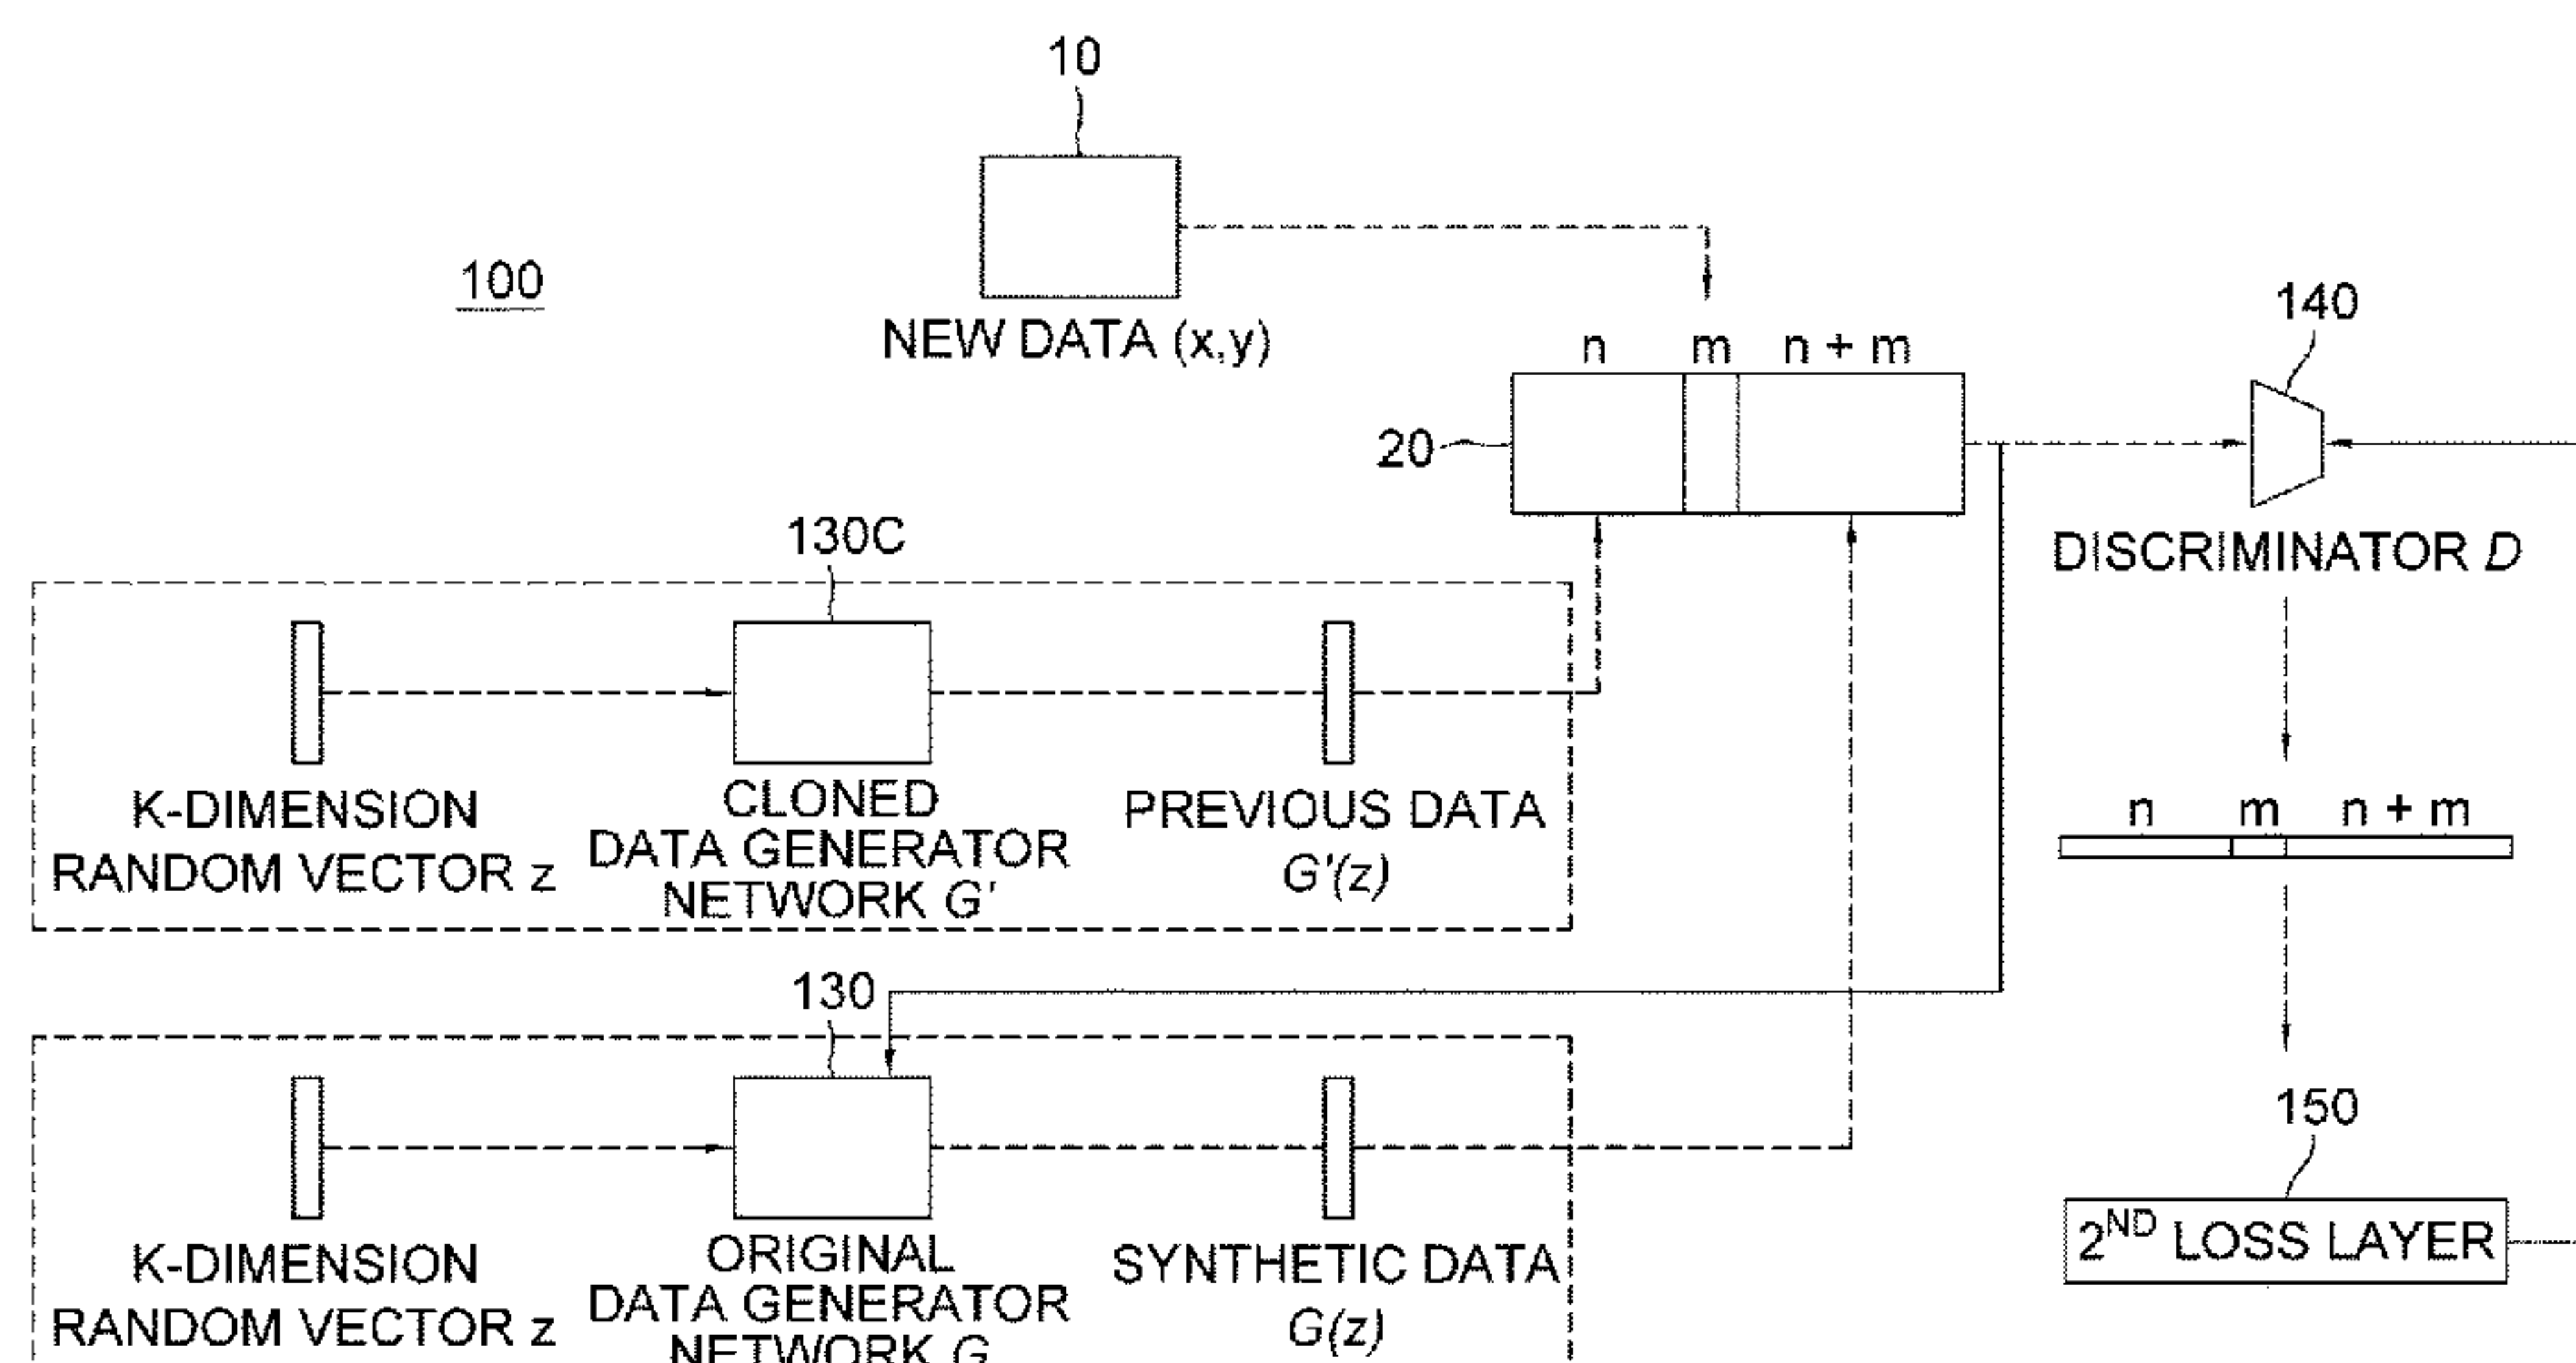 10
100
NEW DATA (x,y)
140
n m n + m
20
DISCRIMINATOR D
130C
K-DIMENSION
RANDOM VECTOR z
CLONED
DATA GENERATOR
NETWORK G'
PREVIOUS DATA
G'(z)
n m n + m
130
150
2ND LOSS LAYER
K-DIMENSION
RANDOM VECTOR z
ORIGINAL
DATA GENERATOR
NETWORK G
SYNTHETIC DATA
G(z)